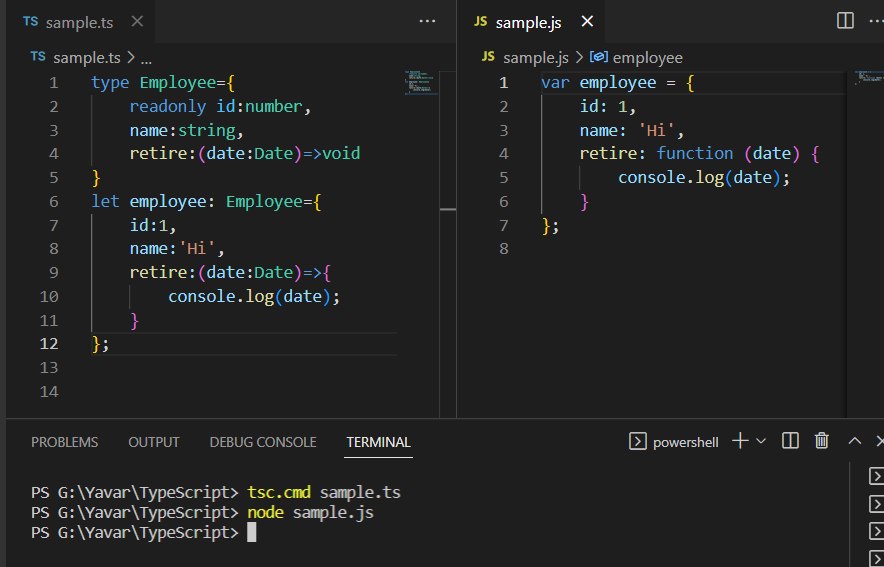 TS sample.ts
TS sample.ts > ...
1 type Employee={
2 readonly id:number,
3 name:string,
4 retire:(date:Date)=>void
5 }
6 let employee: Employee={
7 id:1,
8 name:'Hi',
9 retire:(date:Date)=>{
10 console.log(date);
11 }
12 };
13
14
JS sample.js
JS sample.js > employee
1 var employee = {
2 id: 1,
3 name: 'Hi',
4 retire: function (date) {
5 console.log(date);
6 }
7 };
8
PROBLEMS OUTPUT DEBUG CONSOLE TERMINAL powershell
PS G:\Yavar\TypeScript> tsc.cmd sample.ts
PS G:\Yavar\TypeScript> node sample.js
PS G:\Yavar\TypeScript>